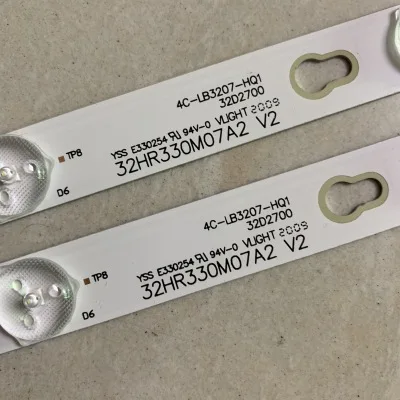 4C-LB3207-HQ1
32D2700
TP8
YSS E330254 94V-0 VLIGHT 2009
32HR330M07A2 V2
D6
4C-LB3207-HQ1
32D2700
TP8
YSS E330254 94V-0 VLIGHT 2009
32HR330M07A2 V2
D6